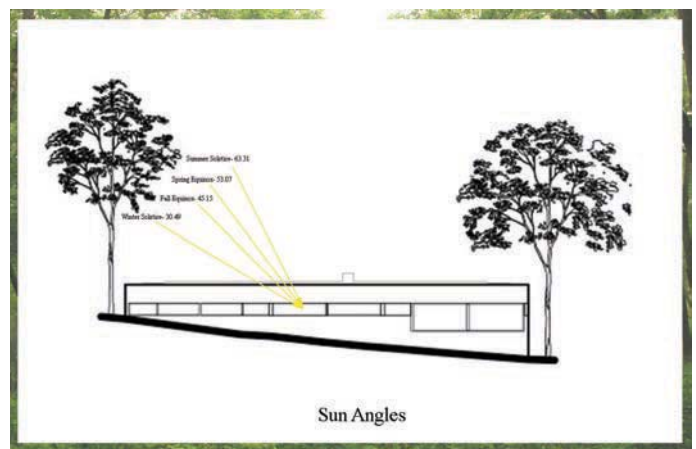 Summer Solstice- 63.31
Spring Equinox- 53.07
Fall Equinox- 45.15
Winter Solstice- 30.49
Sun Angles